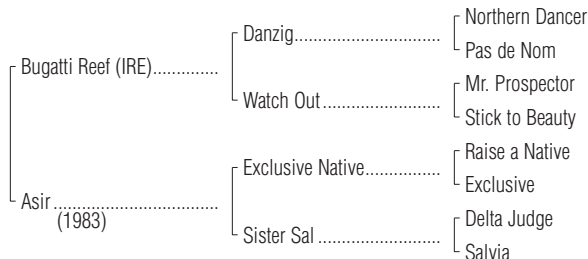 Northern Dancer
Danzig
Pas de Nom
Bugatti Reef (IRE)
Mr. Prospector
Watch Out
Stick to Beauty
Raise a Native
Exclusive Native
Exclusive
Asir
(1983)
Delta Judge
Sister Sal
Salvia